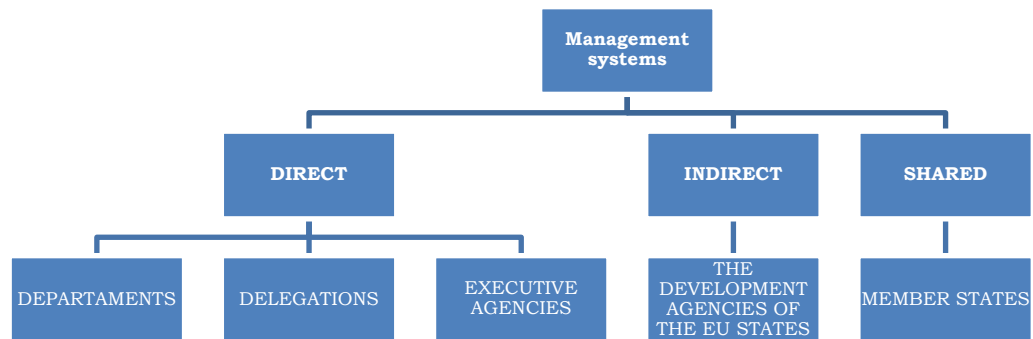 Management
systems
DIRECT
INDIRECT
SHARED
DEPARTAMENTS
DELEGATIONS
EXECUTIVE
AGENCIES
THE
DEVELOPMENT
AGENCIES OF
THE EU STATES
MEMBER STATES